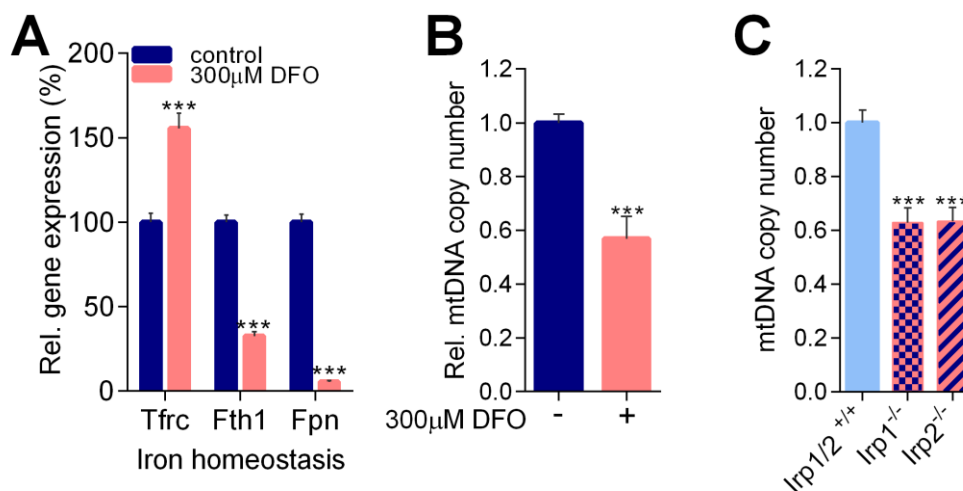 A
200
150
100
50
0
Rel. gene expression (%)
control
300µM DFO
***
***
***
Tfrc Fth1 Fpn
Iron homeostasis
B
1.2
1.0
0.8
0.6
0.4
0.2
0.0
Rel. mtDNA copy number
***
300µM DFO - +
C
1.2
1.0
0.8
0.6
0.4
0.2
0.0
mtDNA copy number
*** ***
Irp1/2 +/+
Irp1-/-
Irp2-/-